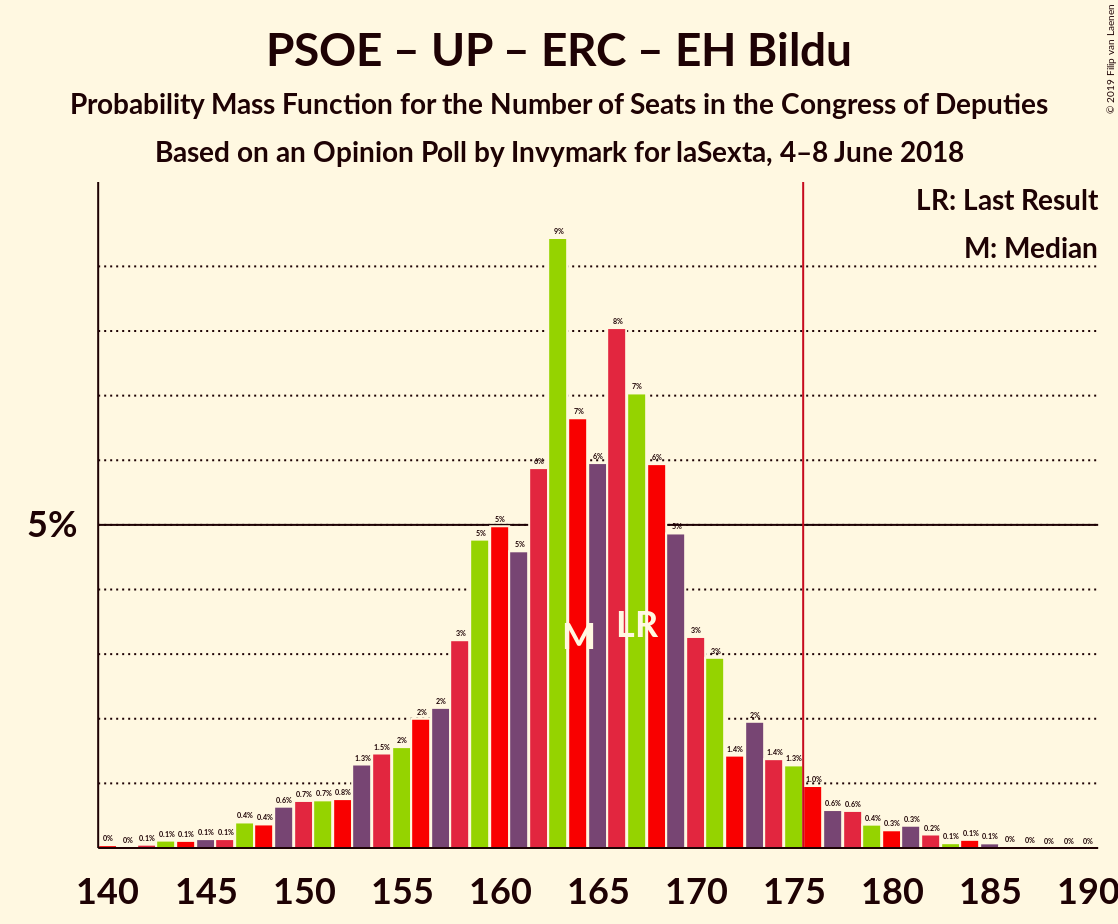 PSOE – UP – ERC – EH Bildu
Probability Mass Function for the Number of Seats in the Congress of Deputies
Based on an Opinion Poll by Invymark for laSexta, 4–8 June 2018
© 2019 Filip van Laenen
LR: Last Result
M: Median
5%
0% 0% 0.1% 0.1% 0.1% 0.1% 0.1% 0.4% 0.4% 0.6% 0.7% 0.7% 0.8% 1.3% 1.5% 2% 2% 2% 3% 5% 5% 5% 6% 9% 7% 6% 8% 7% 6% 5% 3% 3% 1.4% 2% 1.4% 1.3% 1.0% 0.6% 0.6% 0.4% 0.3% 0.3% 0.2% 0.1% 0.1% 0.1% 0% 0% 0% 0% 0%
M LR
140 145 150 155 160 165 170 175 180 185 190